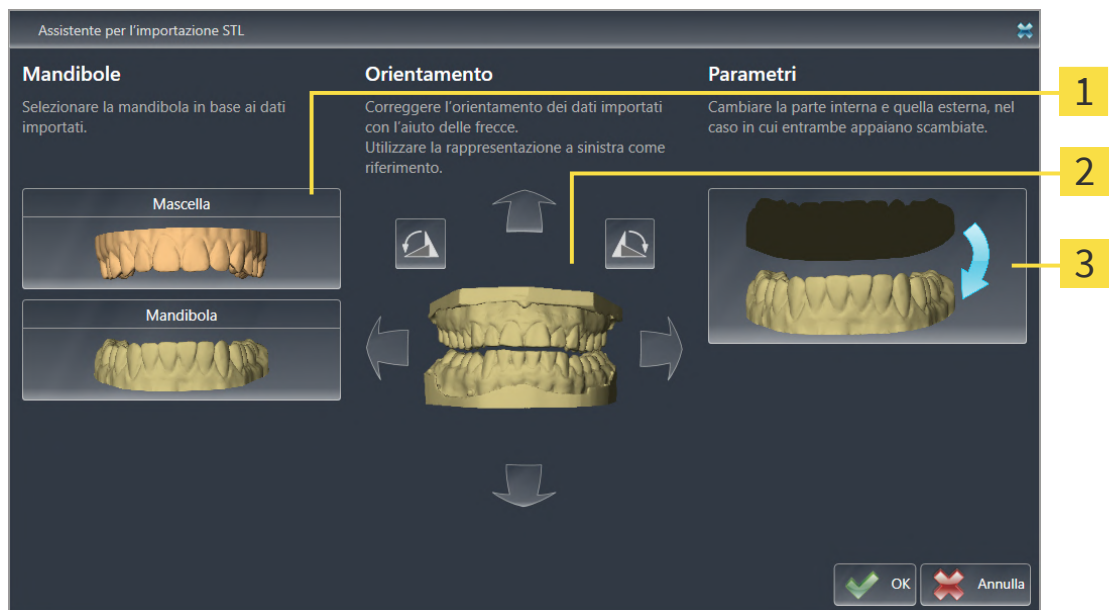 Assistente per l'importazione STL
Mandibole
Selezionare la mandibola in base ai dati
importati.
Mascella
Mandibola
Orientamento
Correggere l'orientamento dei dati importati
con l'aiuto delle frecce.
Utilizzare la rappresentazione a sinistra come
riferimento.
Parametri
Cambiare la parte interna e quella esterna, nel
caso in cui entrambe appaiano scambiate.
1
2
3
OK
Annulla